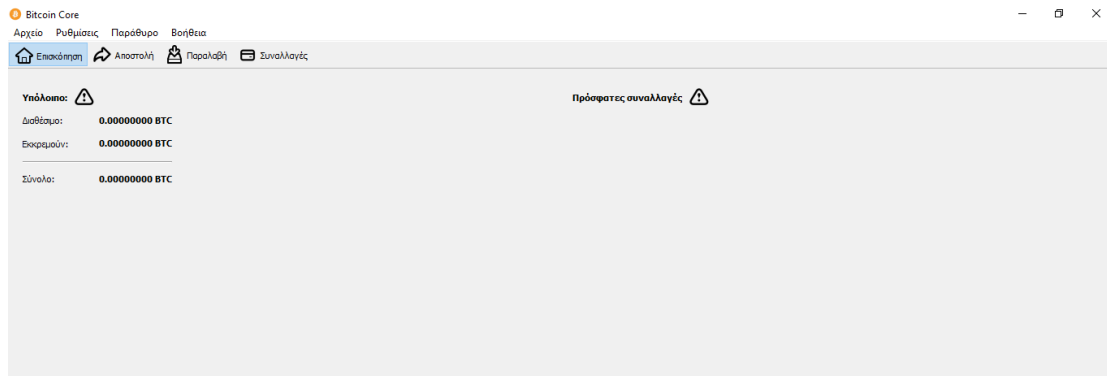 Bitcoin Core
Αρχείο Ρυθμίσεις Παράθυρο Βοήθεια
Επισκόπηση Αποστολή Παραλαβή Συναλλαγές
Υπόλοιπο: Πρόσφατες συναλλαγές
Διαθέσιμο: 0.00000000 BTC
Εκκρεμούν: 0.00000000 BTC
Σύνολο: 0.00000000 BTC